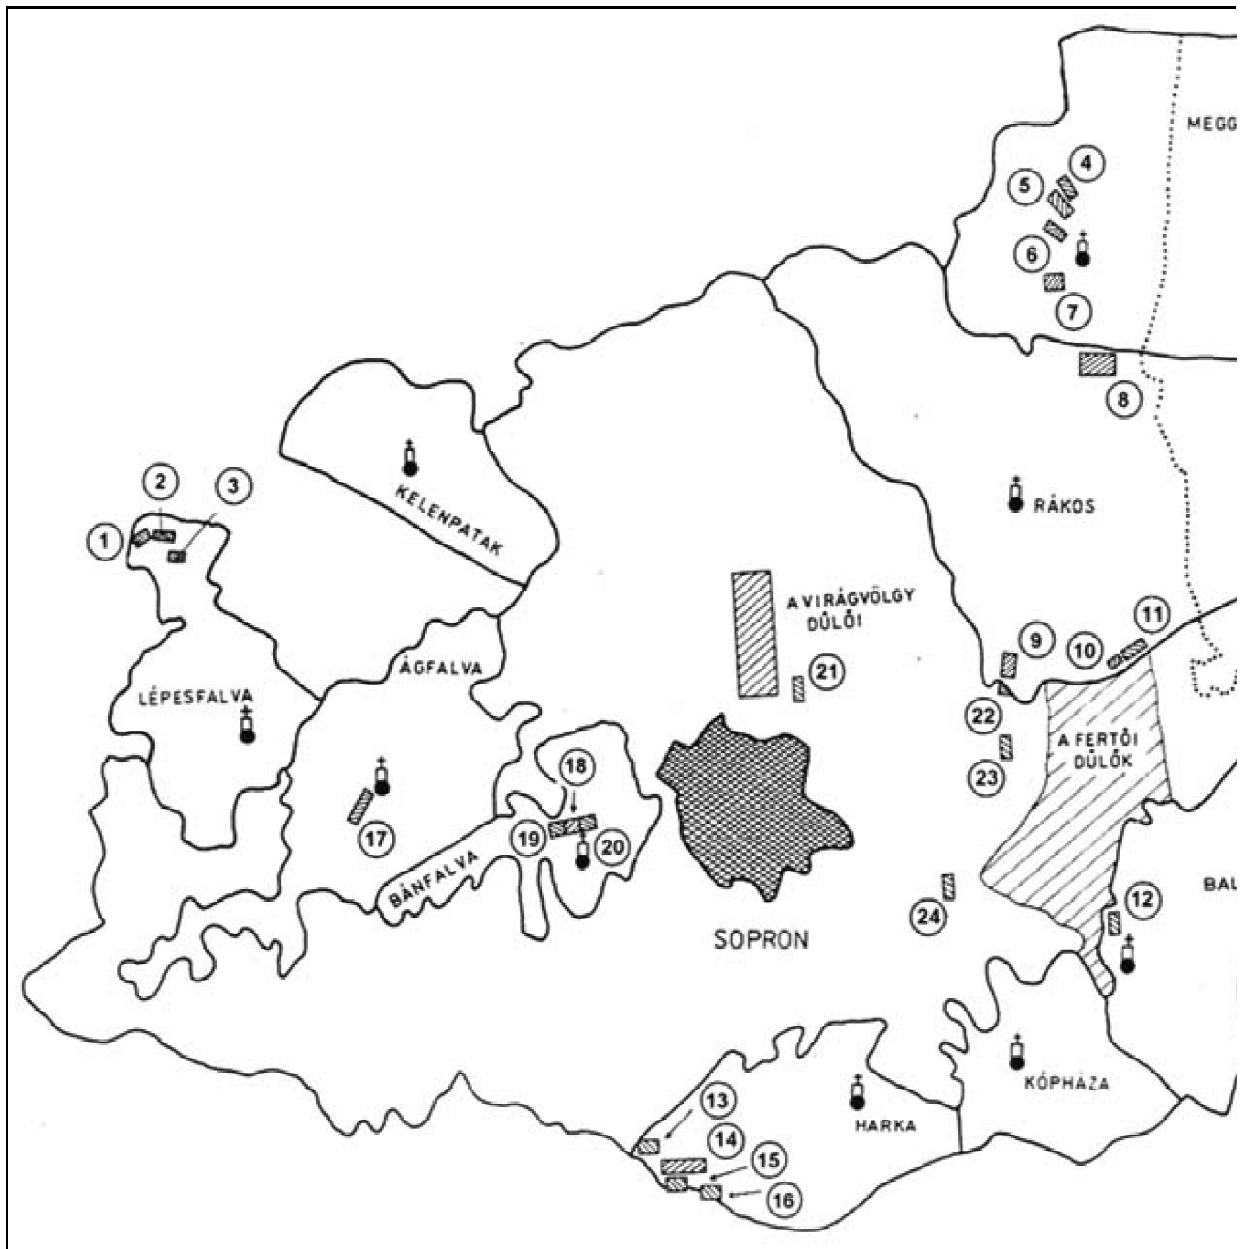 MEGG
4
5
6
7
8
KELENPATAK
2
3
1
RÁKOS
A VIRÁGVÖLGY
DŰLŐI
11
9
10
ÁGFALVA
21
LÉPESFALVA
22
A FERTŐI
DŰLŐK
23
18
17
19
20
BÁNFALVA
BAL
12
24
SOPRON
KÓPHÁZA
13
HARKA
14
15
16